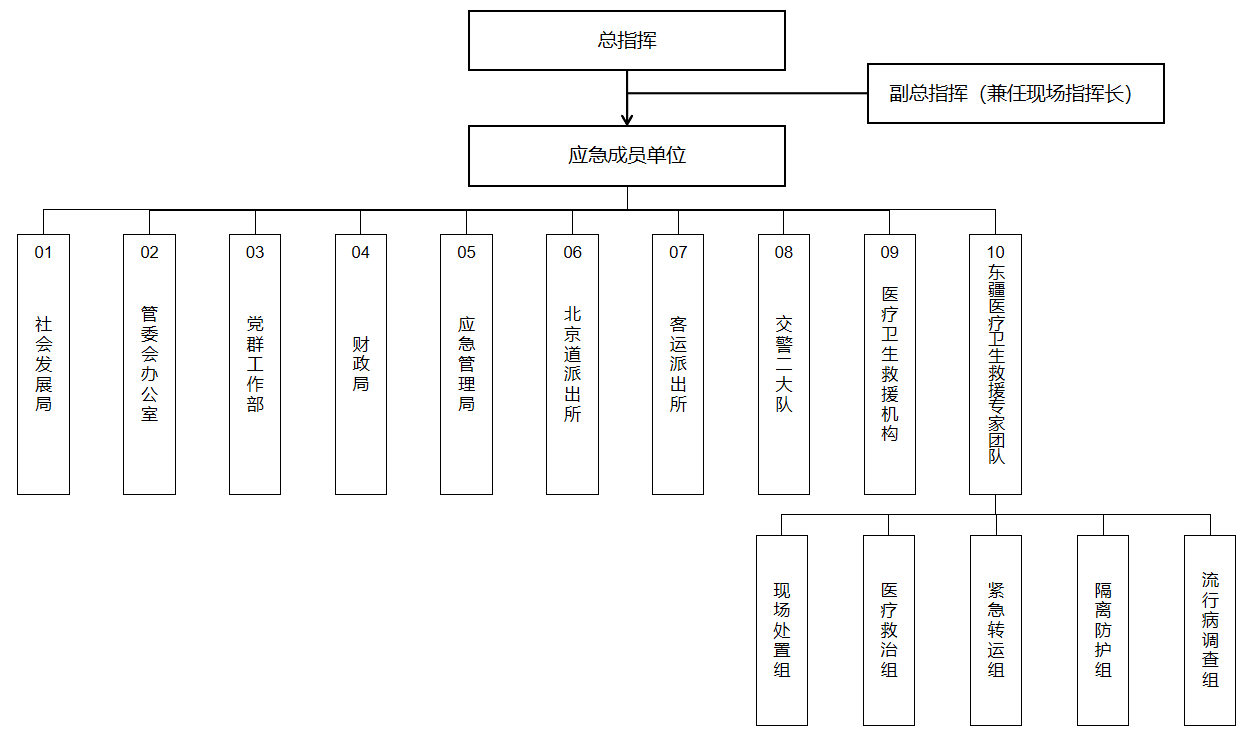 总指挥
副总指挥（兼任现场指挥长）
应急成员单位
01
社会发展局
02
管委会办公室
03
党群工作部
04
财政局
05
应急管理局
06
北京道派出所
07
客运派出所
08
交警二大队
09
医疗卫生救援机构
10
东疆医疗卫生救援专家团队
现场处置组
医疗救治组
紧急转运组
隔离防护组
流行病调查组